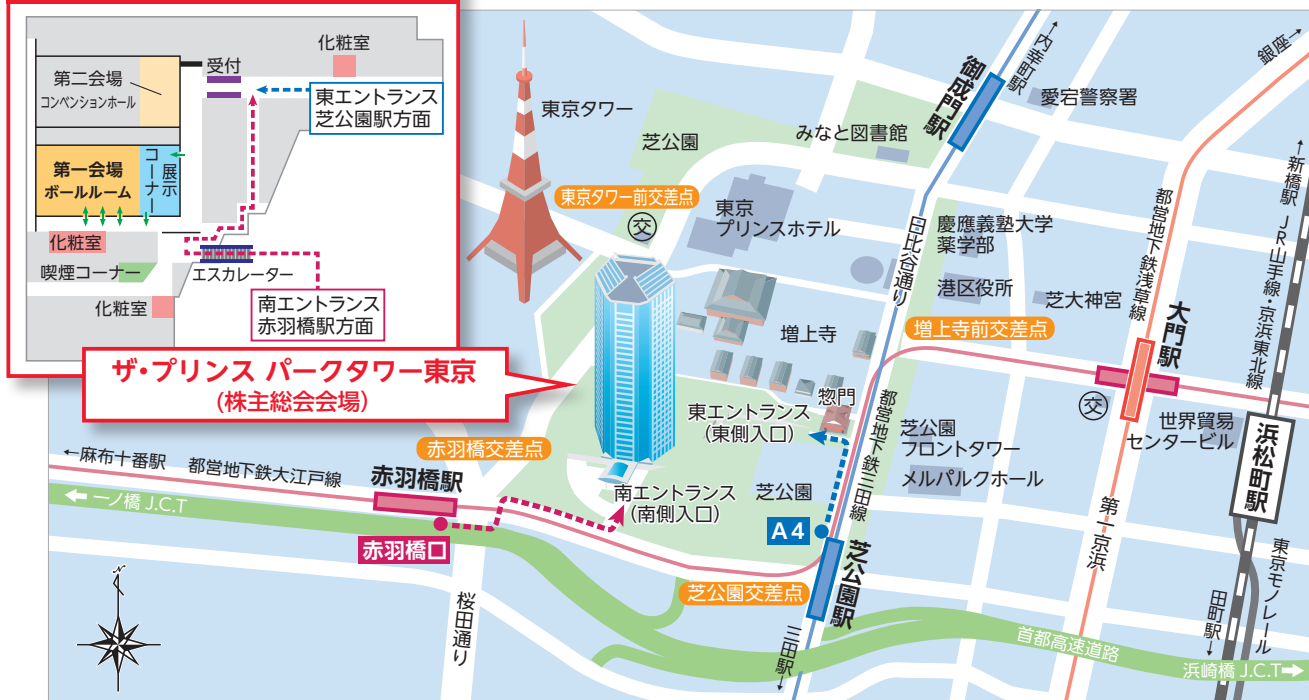 化粧室
受付
第二会場
コンベンションホール
東エントランス
芝公園駅方面
第一会場
ボールルーム
展示
コーナー
化粧室
喫煙コーナー
エスカレーター
化粧室
南エントランス
赤羽橋駅方面
ザ・プリンス パークタワー東京
(株主総会会場)
東京タワー
芝公園
みなと図書館
御成門駅
↑内幸町駅
愛宕警察署
銀座→
東京タワー前交差点
交
東京
プリンスホテル
日比谷通り
慶應義塾大学
薬学部
港区役所
芝大神宮
都営地下鉄浅草線
↑新橋駅
JR山手線・京浜東北線
増上寺
増上寺前交差点
大門駅
交
世界貿易
センタービル
浜松町駅
惣門
東エントランス
(東側入口)
都営地下鉄三田線
芝公園
フロントタワー
メルパルクホール
第一京浜
赤羽橋交差点
←麻布十番駅
都営地下鉄大江戸線
赤羽橋駅
←一ノ橋 J.C.T
南エントランス
(南側入口)
芝公園
A4
赤羽橋口
芝公園駅
芝公園交差点
桜田通り
三田駅→
首都高速道路
東京モノレール
田町駅→
浜崎橋 J.C.T→
N